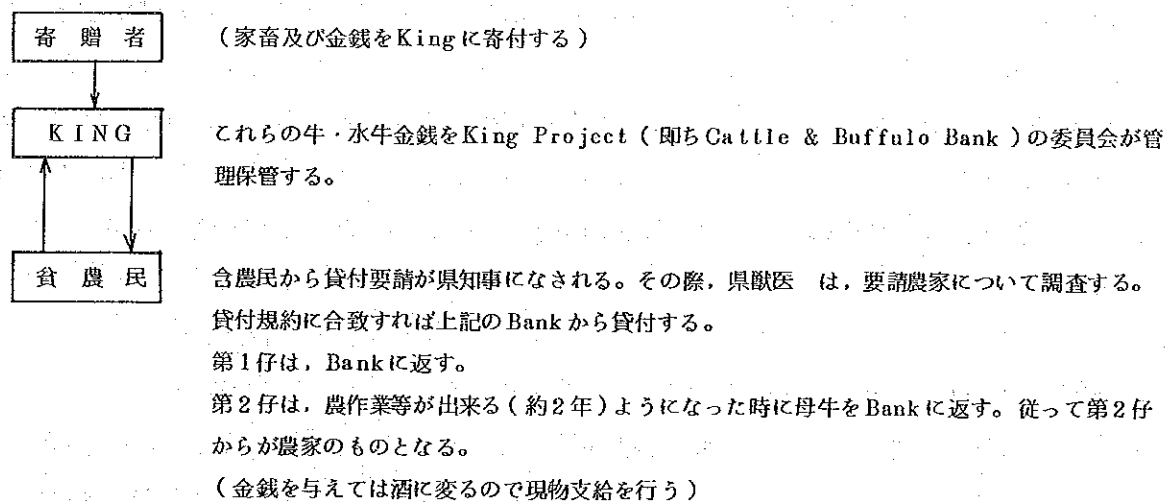 寄贈者
(家畜及び金銭をKingに寄付する)
KING
これらの牛・水牛金銭をKing Project(即ちCattle & Buffulo Bank)の委員会が管
理保管する。
貧農民
含農民から貸付要請が県知事になされる。その際,県獣医 は,要請農家について調査する。
貸付規約に合致すれば上記のBankから貸付する。
第1仔は,Bankに返す。
第2仔は,農作業等が出来る(約2年)ようになった時に母牛をBankに返す。従って第2仔
からが農家のものとなる。
(金銭を与えては酒に変るので現物支給を行う)